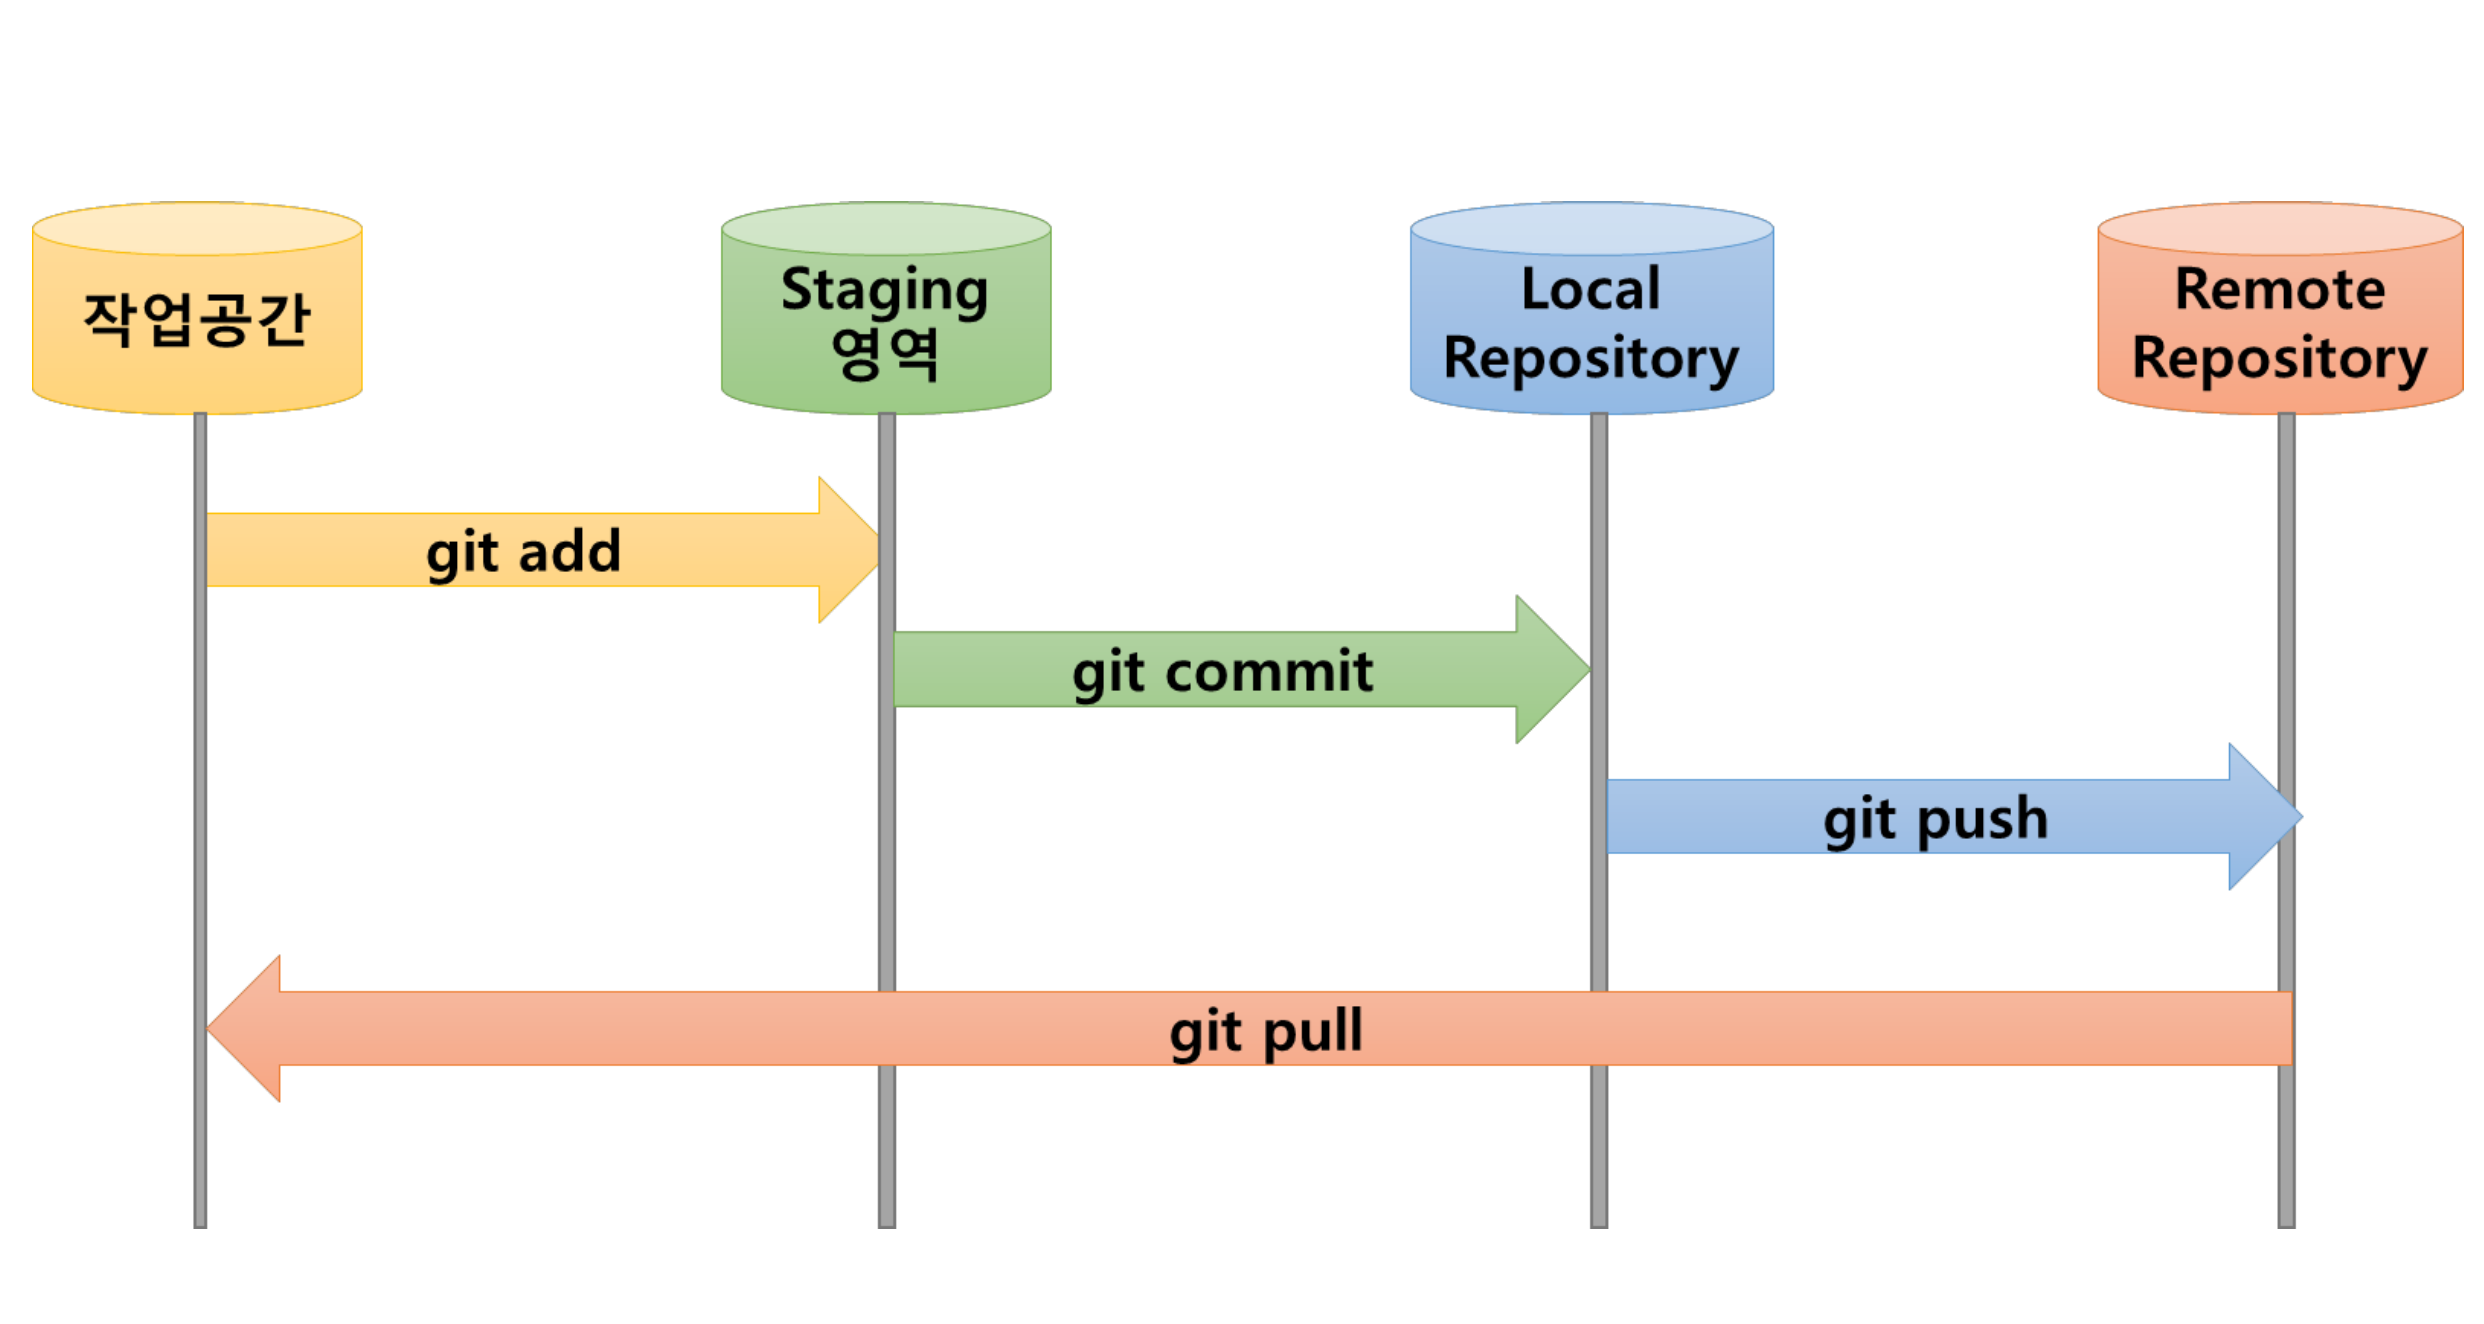 작업공간
Staging
영역
Local
Repository
Remote
Repository
git add
git commit
git push
git pull